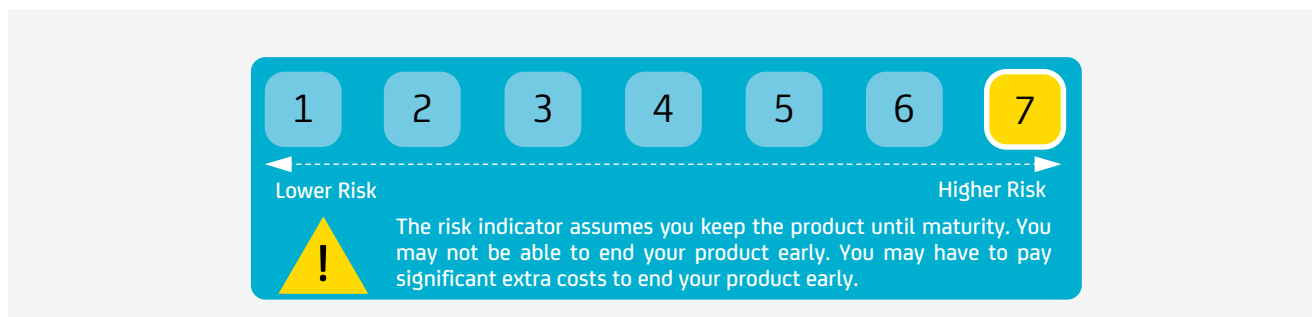 1 2 3 4 5 6 7
Lower Risk Higher Risk
The risk indicator assumes you keep the product until maturity. You
may not be able to end your product early. You may have to pay
significant extra costs to end your product early.
!